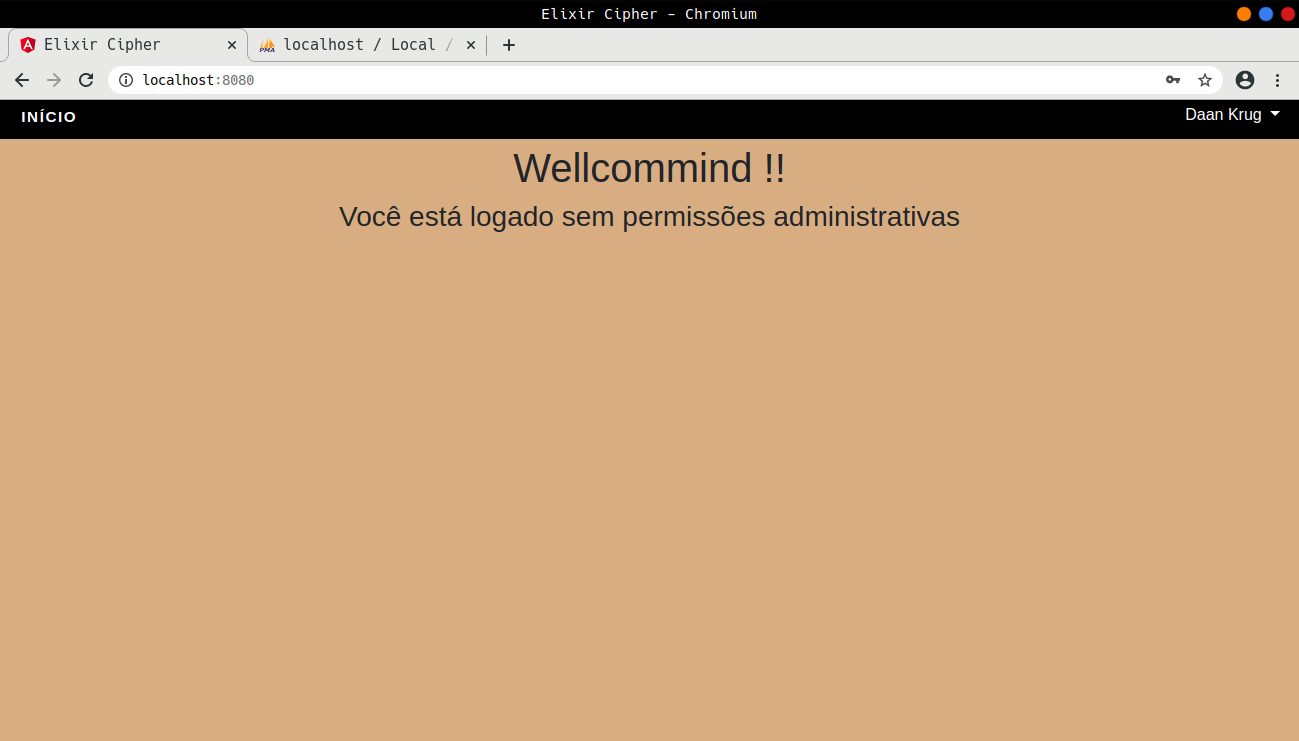 Elixir Cipher - Chromium
Elixir Cipher
PMA localhost / Local /
localhost:8080
INÍCIO
Daan Krug
Wellcommind !!
Você está logado sem permissões administrativas